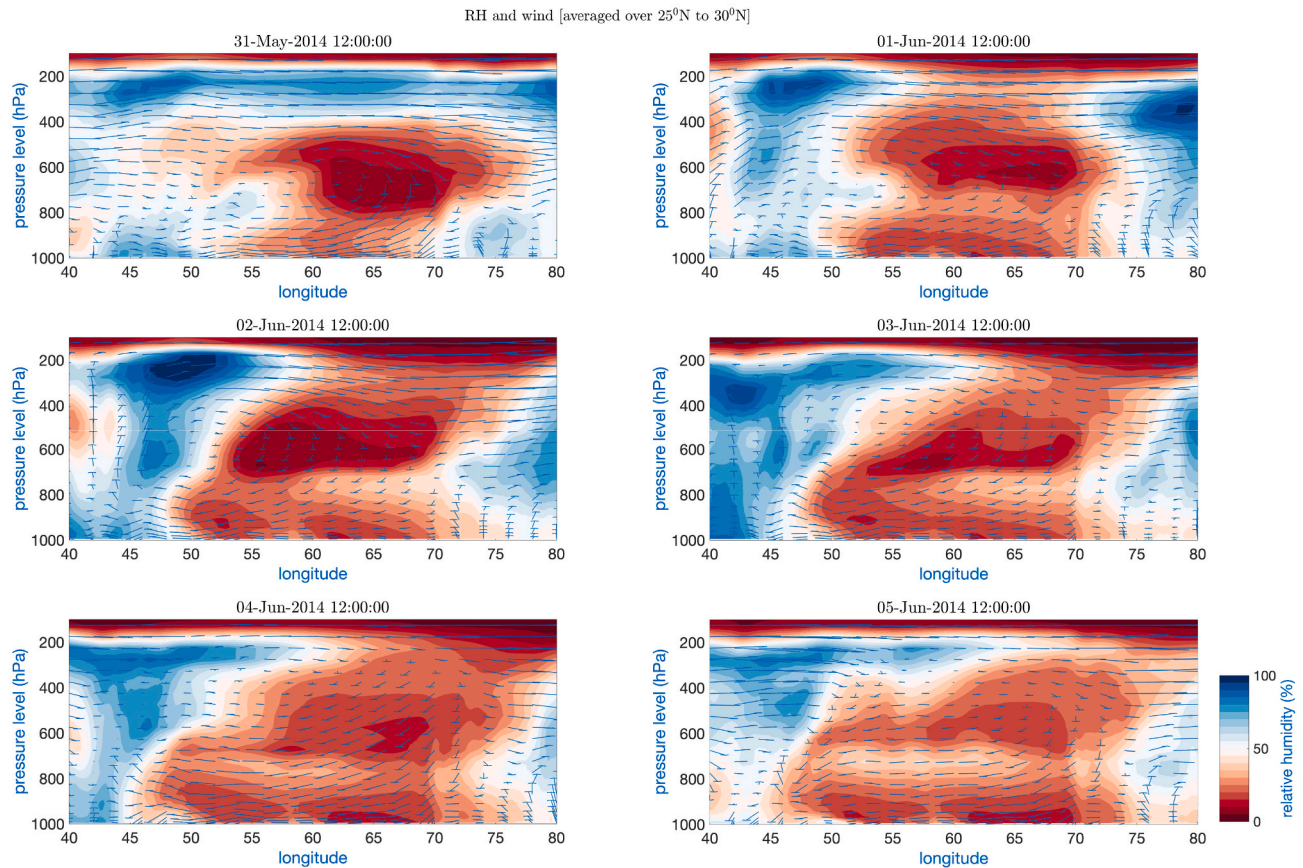 RH and wind [averaged over 25⁰N to 30⁰N]
31-May-2014 12:00:00
pressure level (hPa)
200
400
600
800
1000
40 45 50 55 60 65 70 75 80
longitude
01-Jun-2014 12:00:00
pressure level (hPa)
200
400
600
800
1000
40 45 50 55 60 65 70 75 80
longitude
02-Jun-2014 12:00:00
pressure level (hPa)
200
400
600
800
1000
40 45 50 55 60 65 70 75 80
longitude
03-Jun-2014 12:00:00
pressure level (hPa)
200
400
600
800
1000
40 45 50 55 60 65 70 75 80
longitude
04-Jun-2014 12:00:00
pressure level (hPa)
200
400
600
800
1000
40 45 50 55 60 65 70 75 80
longitude
05-Jun-2014 12:00:00
pressure level (hPa)
200
400
600
800
1000
40 45 50 55 60 65 70 75 80
longitude
100
50
0
relative humidity (%)